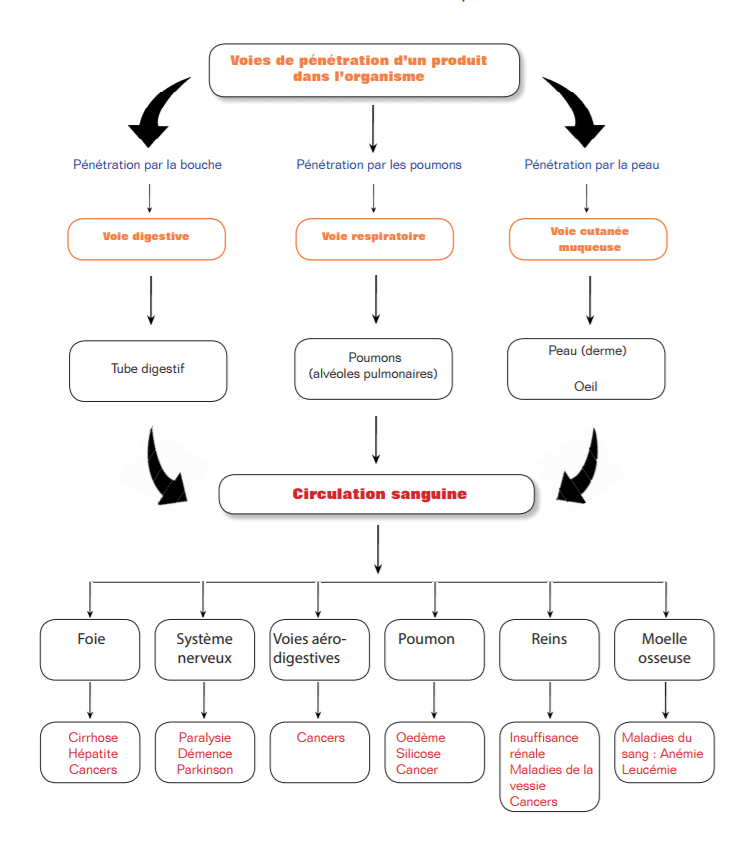 Voies de pénétration d'un produit
dans l'organisme
Pénétration par la bouche
Pénétration par les poumons
Pénétration par la peau
Voie digestive
Voie respiratoire
Voie cutanée
muqueuse
Tube digestif
Poumons
(alvéoles pulmonaires)
Peau (derme)
Oeil
Circulation sanguine
Foie
Système
nerveux
Voies aéro-
digestives
Poumon
Reins
Moelle
osseuse
Cirrhose
Hépatite
Cancers
Paralysie
Démence
Parkinson
Cancers
Oedème
Silicose
Cancer
Insuffisance
rénale
Maladies de la
vessie
Cancers
Maladies du
sang : Anémie
Leucémie